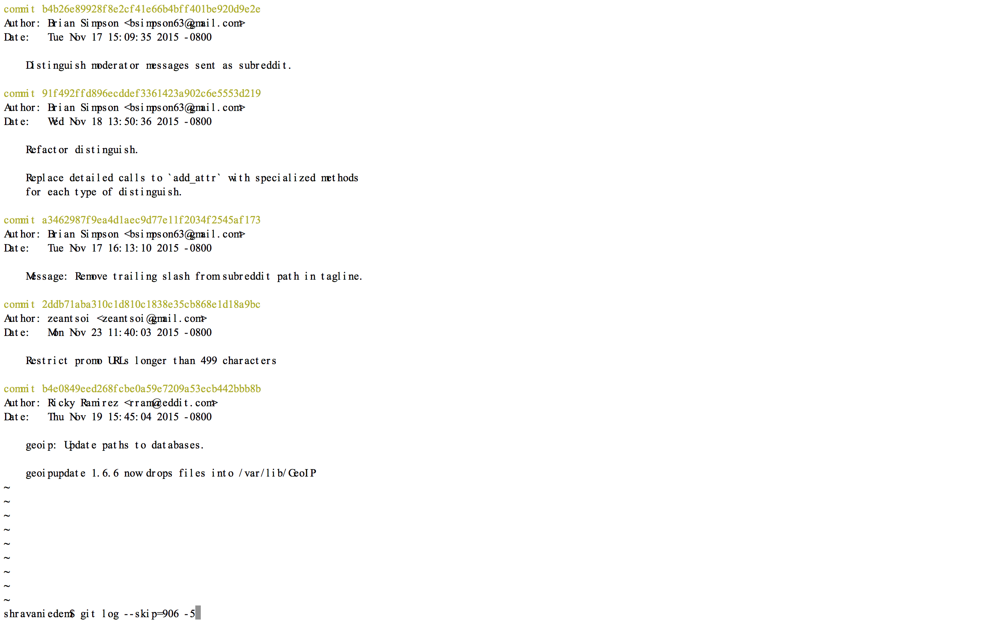 commit b4b26e89928f8e2cf41e66b4bff401be920d9e2e
Author: Brian Simpson <bsimpson63@gmail.com>
Date:   Tue Nov 17 15:09:35 2015 -0800
    Distinguish moderator messages sent as subreddit.
commit 91f492ffd896ecddef3361423a902c6e5553d219
Author: Brian Simpson <bsimpson63@gmail.com>
Date:   Wed Nov 18 13:50:36 2015 -0800
    Refactor distinguish.
    Replace detailed calls to `add_attr` with specialized methods
    for each type of distinguish.
commit a3462987f9ea4d1aec9d77e11f2034f2545af173
Author: Brian Simpson <bsimpson63@gmail.com>
Date:   Tue Nov 17 16:13:10 2015 -0800
    Message: Remove trailing slash from subreddit path in tagline.
commit 2ddb71aba310c1d810c1838e35cb868e1d18a9bc
Author: zeantsoi <zeantsoi@gmail.com>
Date:   Mon Nov 23 11:40:03 2015 -0800
    Restrict promo URLs longer than 499 characters
commit b4e0849eed268fcbe0a59e7209a53ecb442bbb8b
Author: Ricky Ramirez <rram@reddit.com>
Date:   Thu Nov 19 15:45:04 2015 -0800
    geoip: Update paths to databases.
    geoipupdate 1.6.6 now drops files into /var/lib/GeoIP
~
~
~
~
~
~
~
~
~
shravaniedem$ git log --skip=906 -5